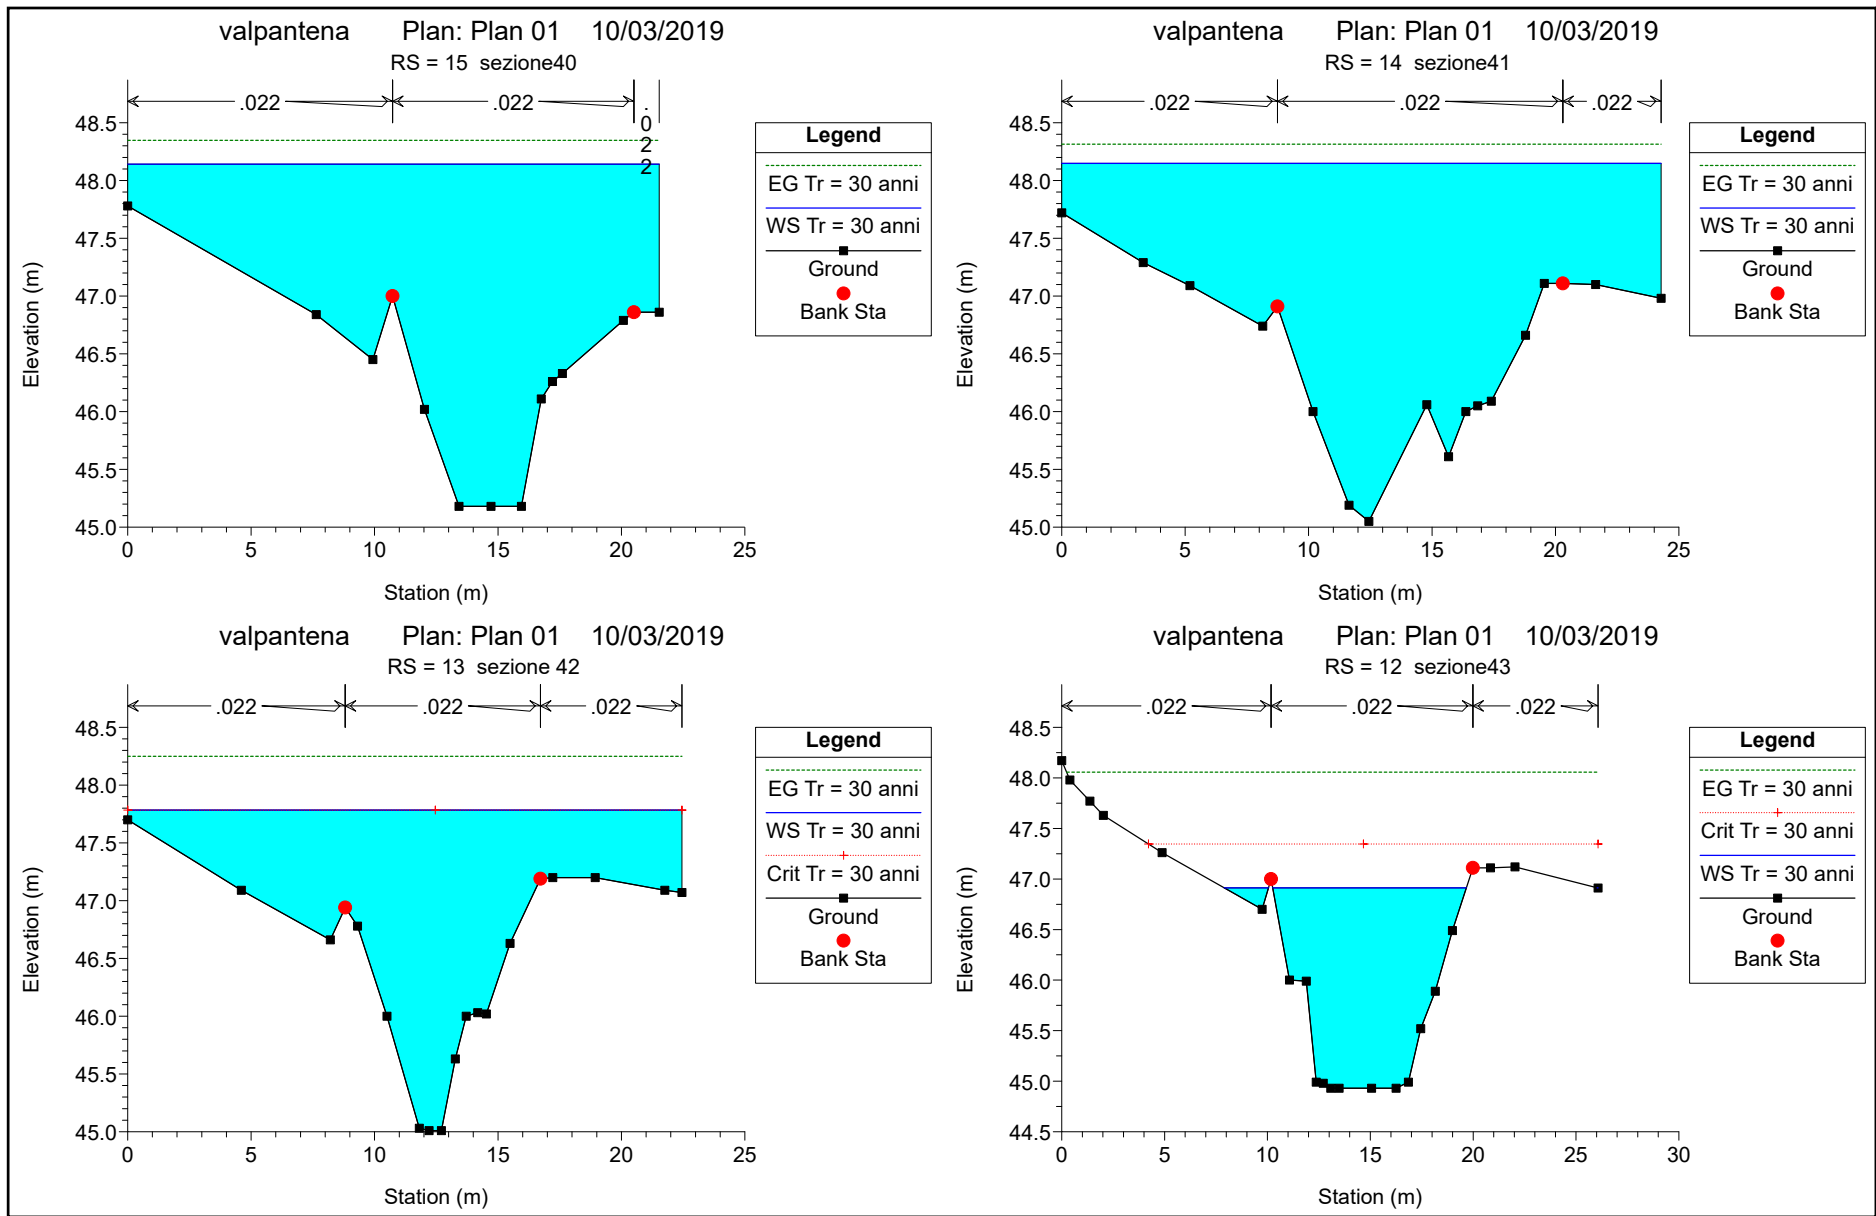 valpantena Plan: Plan 01 10/03/2019
RS = 15 sezione40
.022 .022 .022
48.5
48.0
47.5
47.0
46.5
46.0
45.5
45.0
Elevation (m)
0 5 10 15 20 25
Station (m)
Legend
EG Tr = 30 anni
WS Tr = 30 anni
Ground
Bank Sta
valpantena Plan: Plan 01 10/03/2019
RS = 14 sezione41
.022 .022 .022
48.5
48.0
47.5
47.0
46.5
46.0
45.5
45.0
Elevation (m)
0 5 10 15 20 25
Station (m)
Legend
EG Tr = 30 anni
WS Tr = 30 anni
Ground
Bank Sta
valpantena Plan: Plan 01 10/03/2019
RS = 13 sezione 42
.022 .022 .022
48.5
48.0
47.5
47.0
46.5
46.0
45.5
45.0
Elevation (m)
0 5 10 15 20 25
Station (m)
Legend
EG Tr = 30 anni
WS Tr = 30 anni
Crit Tr = 30 anni
Ground
Bank Sta
valpantena Plan: Plan 01 10/03/2019
RS = 12 sezione43
.022 .022 .022
48.5
48.0
47.5
47.0
46.5
46.0
45.5
45.0
44.5
Elevation (m)
0 5 10 15 20 25 30
Station (m)
Legend
EG Tr = 30 anni
Crit Tr = 30 anni
WS Tr = 30 anni
Ground
Bank Sta